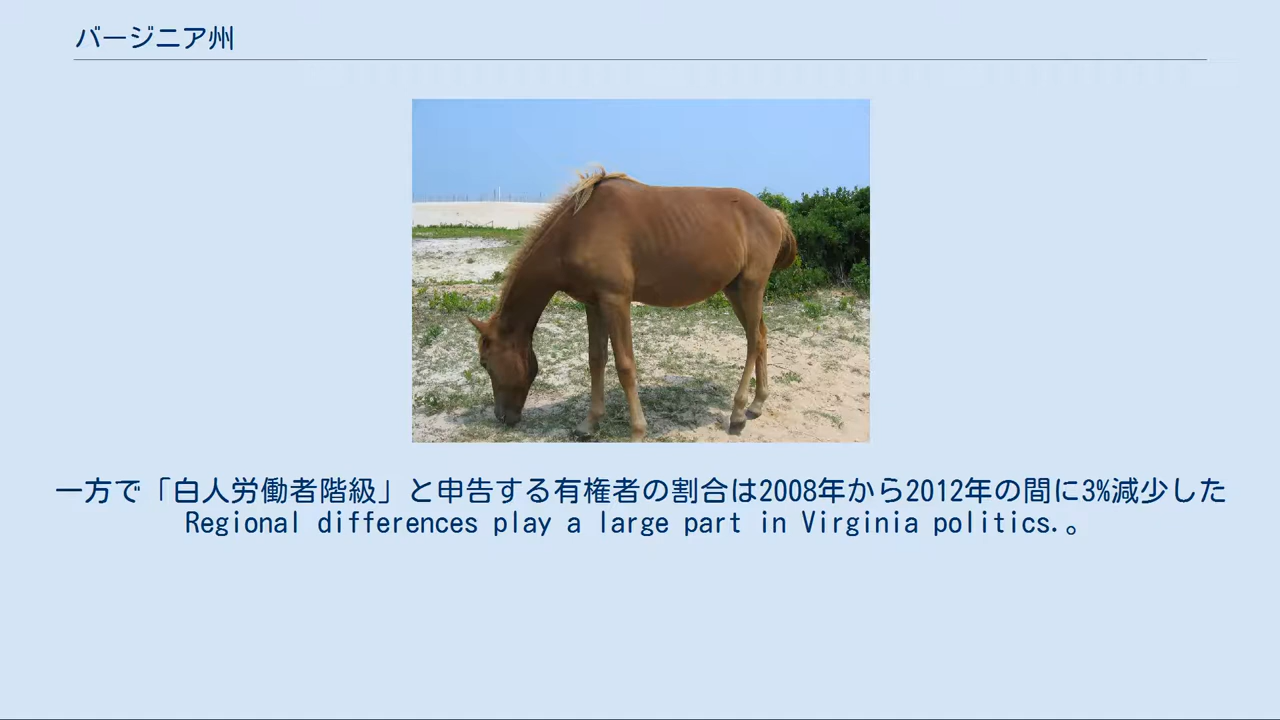 バージニア州
一方で「白人労働者階級」と申告する有権者の割合は2008年から2012年の間に3%減少した
Regional differences play a large part in Virginia politics.。